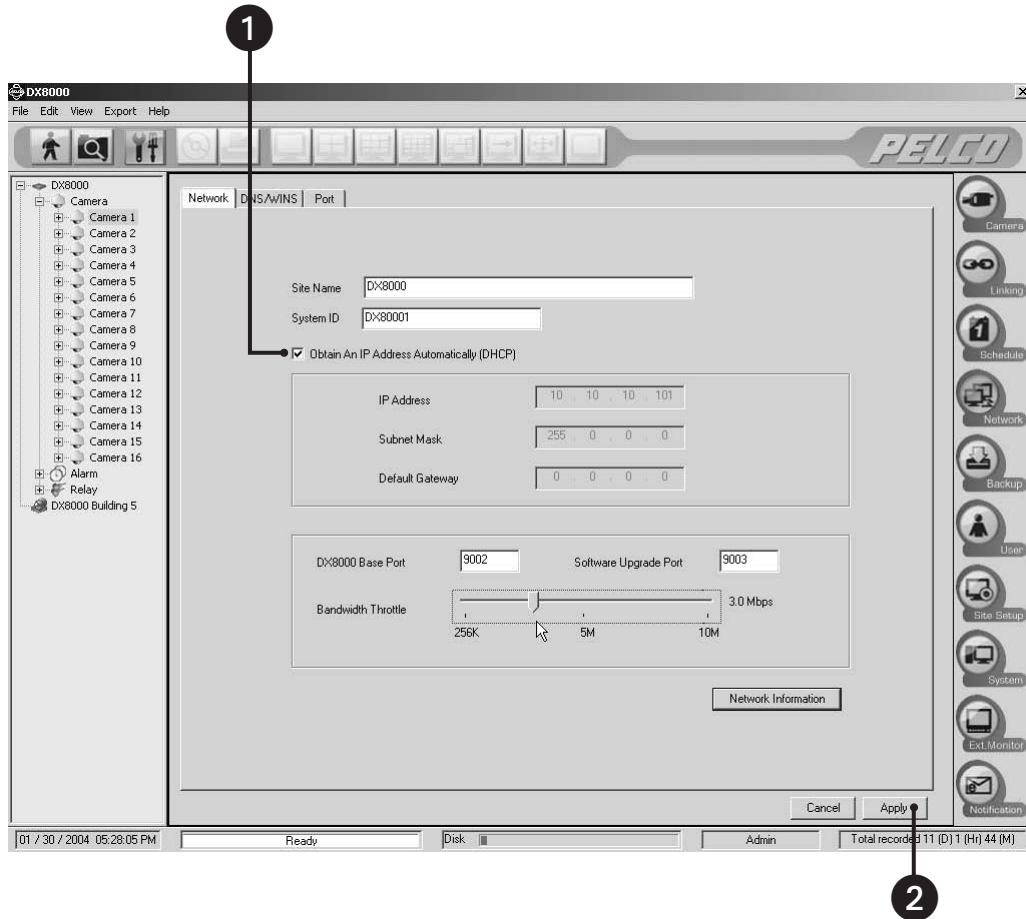 1
DX8000
File Edit View Export Help
PELCO
DX8000
Camera
Camera 1
Camera 2
Camera 3
Camera 4
Camera 5
Camera 6
Camera 7
Camera 8
Camera 9
Camera 10
Camera 11
Camera 12
Camera 13
Camera 14
Camera 15
Camera 16
Alarm
Relay
DX8000 Building 5
Network DNS/WINS Port
Site Name DX8000
System ID DX80001
Obtain An IP Address Automatically (DHCP)
IP Address 10 . 10 . 10 . 101
Subnet Mask 255 . 0 . 0 . 0
Default Gateway 0 . 0 . 0 . 0
DX8000 Base Port 9002 Software Upgrade Port 9003
Bandwidth Throttle 3.0 Mbps
256K 5M 10M
Network Information
Cancel Apply
Camera
Linking
1
Schedule
Network
Backup
User
Site Setup
System
Ext.Monitor
Notification
01 / 30 / 2004 05:28:05 PM Ready Disk Admin Total recorded 11 (D) 1 (Hr) 44 (M)
2